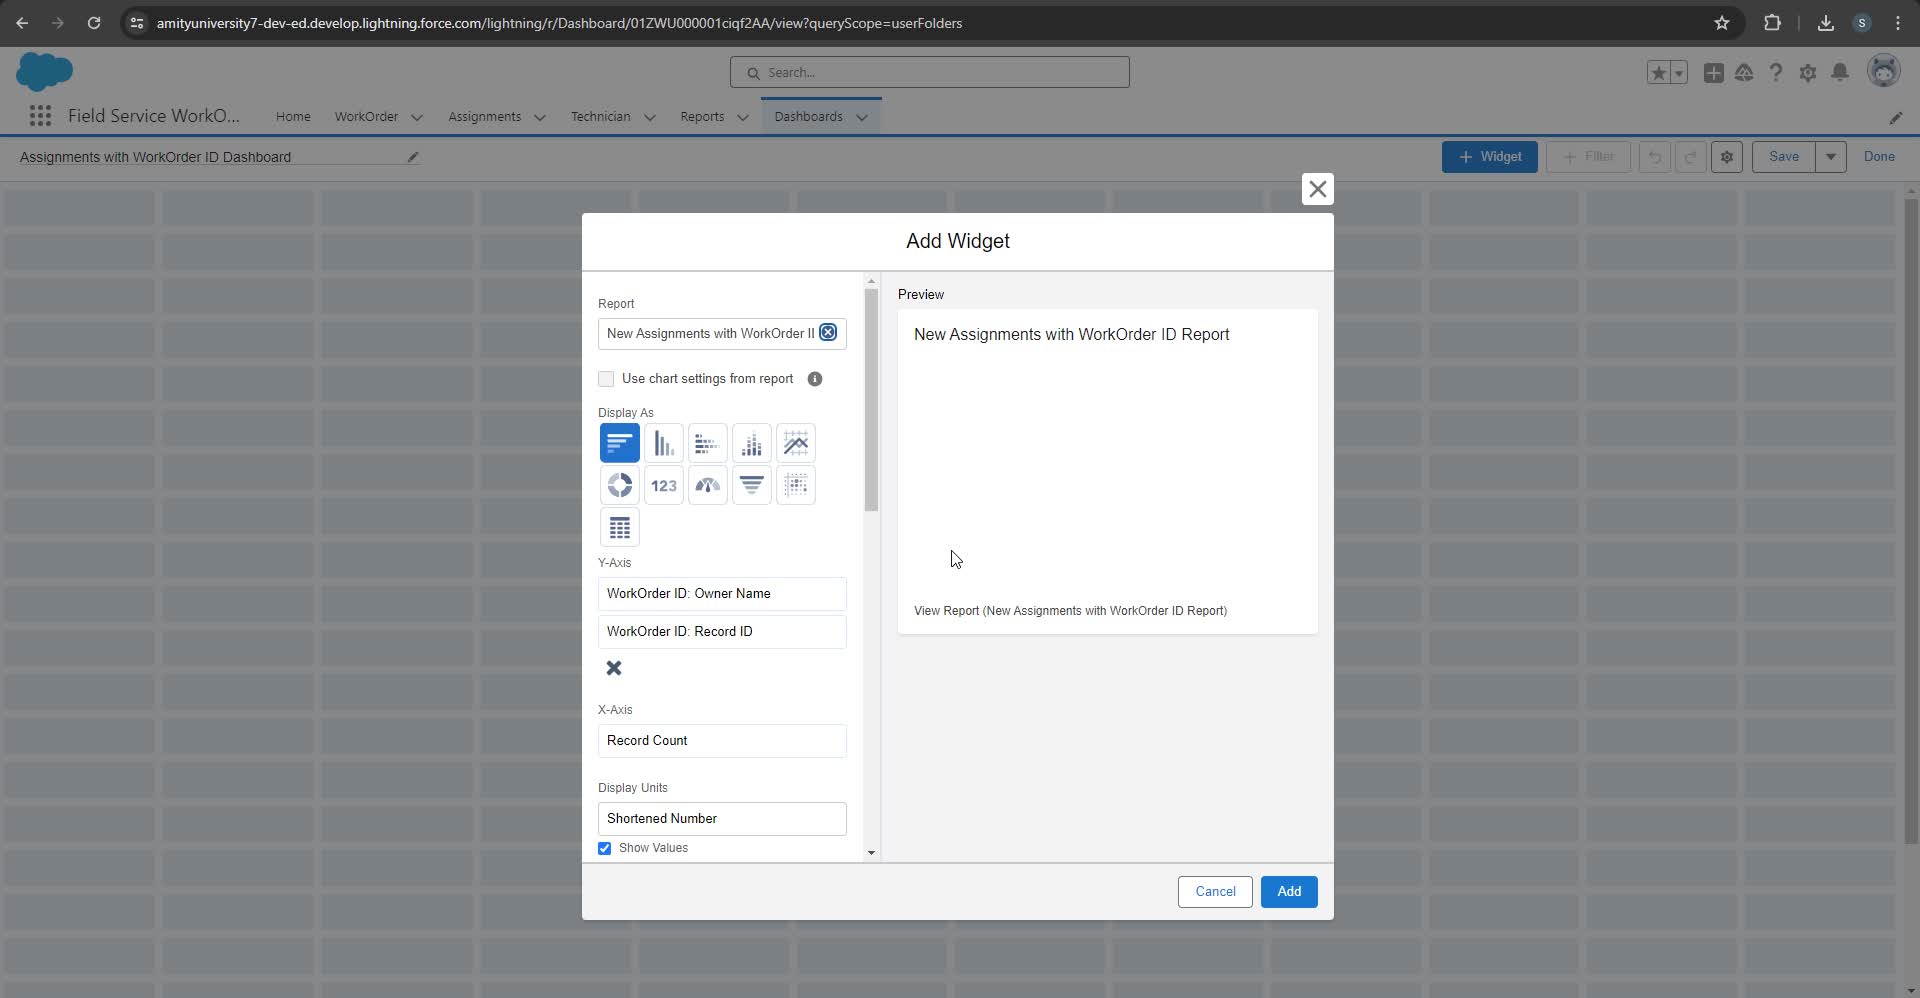 amityuniversity7-dev-ed.develop.lightning.force.com/lightning/r/Dashboard/01ZWU000001ciqf2AA/view?queryScope=userFolders
S
Search...
Field Service WorkO...
Home
WorkOrder
Assignments
Technician
Reports
Dashboards
Assignments with WorkOrder ID Dashboard
+ Widget
+ Filter
Save
Done
Add Widget
Report
New Assignments with WorkOrder II
Use chart settings from report
Display As
123
Y-Axis
WorkOrder ID: Owner Name
WorkOrder ID: Record ID
X-Axis
Record Count
Display Units
Shortened Number
Show Values
Preview
New Assignments with WorkOrder ID Report
View Report (New Assignments with WorkOrder ID Report)
Cancel
Add